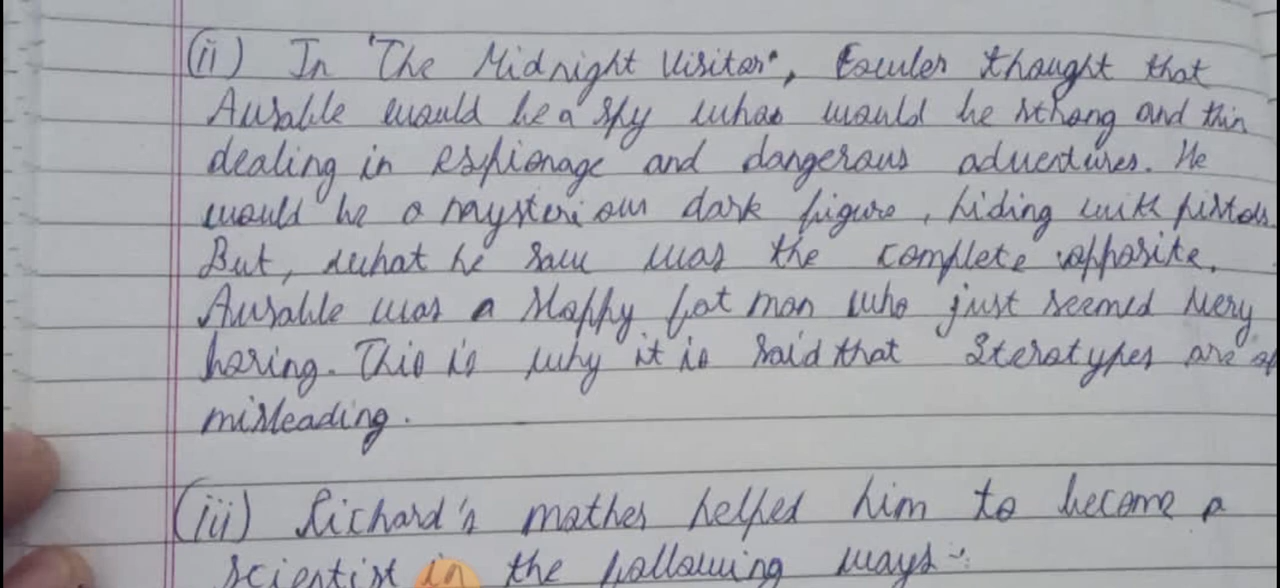 (ii) In 'The Midnight Visitor', Fowler thought that
Ausable would be a spy who would be strong and thin
dealing in espionage and dangerous adventures. He
would be a mysterious dark figure, hiding with pistols
But, what he saw was the complete opposite.
Ausable was a sloppy fat man who just seemed very
boring. This is why it is said that Sterotypes are of
misleading.
(iii) Richard's mother helped him to become a
scientist in the following ways :-